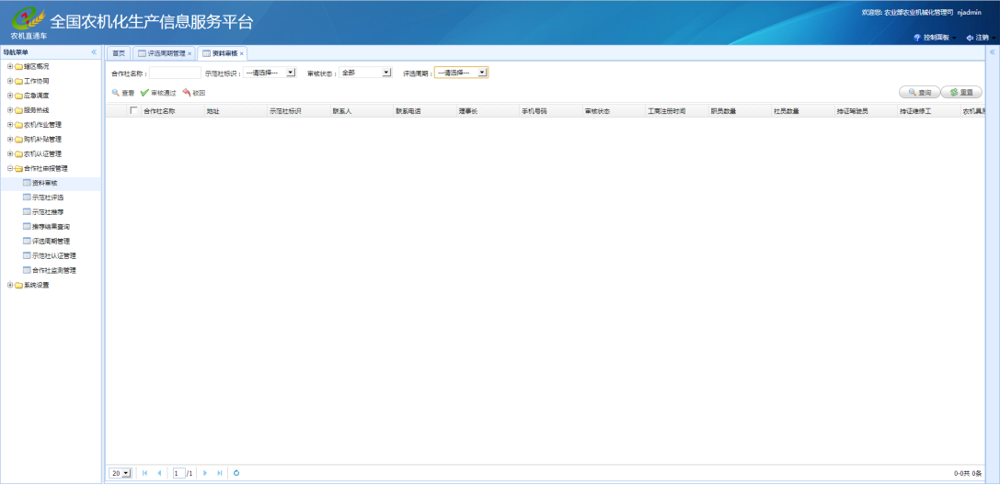 欢迎您: 农业部农业机械化管理司 njadmin
全国农机化生产信息服务平台
农机直通车
控制面板 注销
导航菜单
首页 评选周期管理 × 资料审核 ×
辖区概况
工作协同
应急调度
服务热线
农机作业管理
购机补贴管理
农机认证管理
合作社申报管理
资料审核
示范社评选
示范社推荐
推荐结果查询
评选周期管理
示范社认证管理
合作社监测管理
系统设置
合作社名称： 示范社标识：---请选择--- 审核状态：全部 评选周期：---请选择---
查看 审核通过 驳回 查询 重置
合作社名称 地址 示范社标识 联系人 联系电话 理事长 手机号码 审核状态 工商注册时间 职员数量 社员数量 持证驾驶员 持证维修工 农机具原
20 1 /1 0-0共 0条